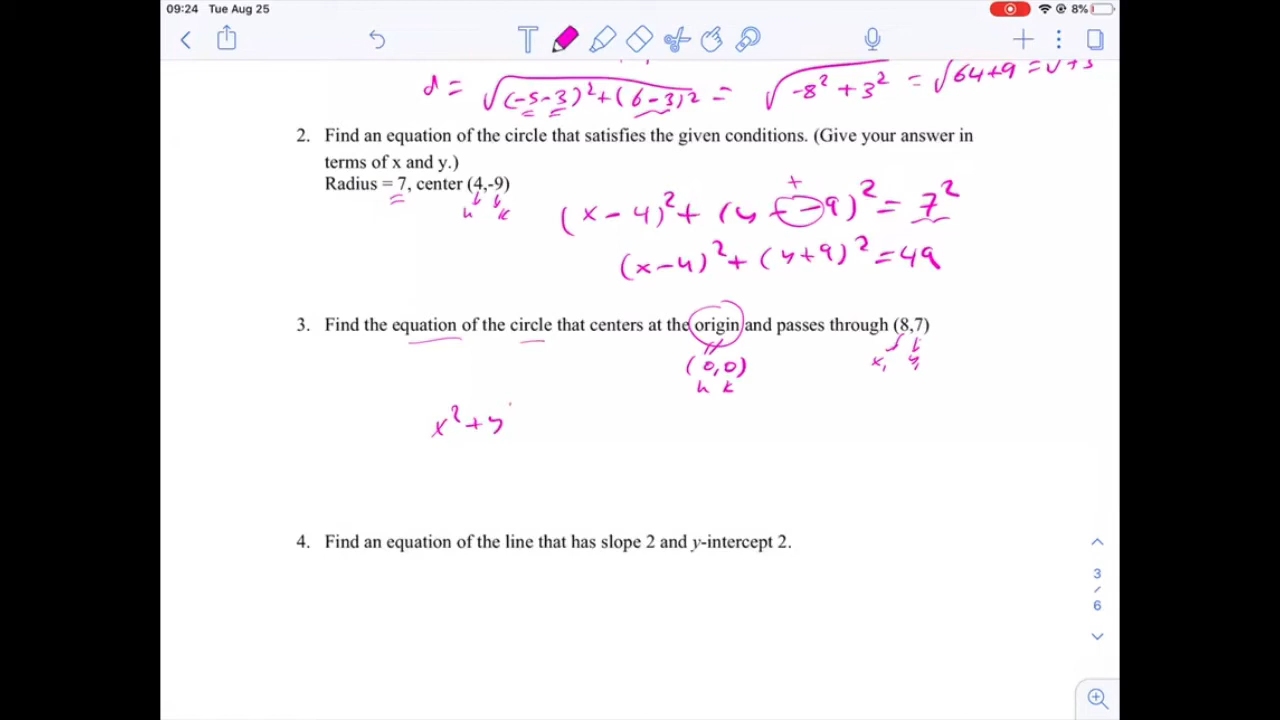 09:24 Tue Aug 25 8%
T
d = √(-5-3)²+(6-3)² = √-8²+3² = √64+9 = √73
2. Find an equation of the circle that satisfies the given conditions. (Give your answer in
terms of x and y.)
Radius = 7, center (4,-9)
h k
+
(x-4)²+(y--9)²=7²
(x-4)²+(y+9)²=49
3. Find the equation of the circle that centers at the origin and passes through (8,7)
(0,0) x, y,
h k
x²+y
4. Find an equation of the line that has slope 2 and y-intercept 2.
3
/
6